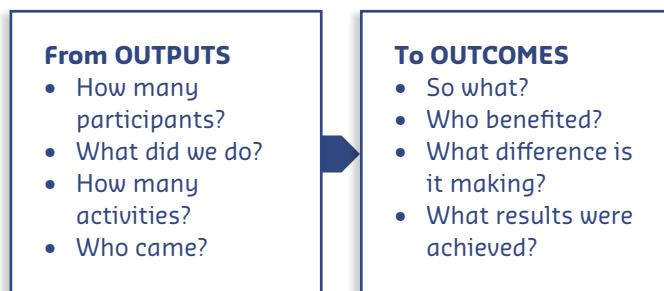 From OUTPUTS
• How many
participants?
• What did we do?
• How many
activities?
• Who came?
To OUTCOMES
• So what?
• Who benefited?
• What difference is
it making?
• What results were
achieved?